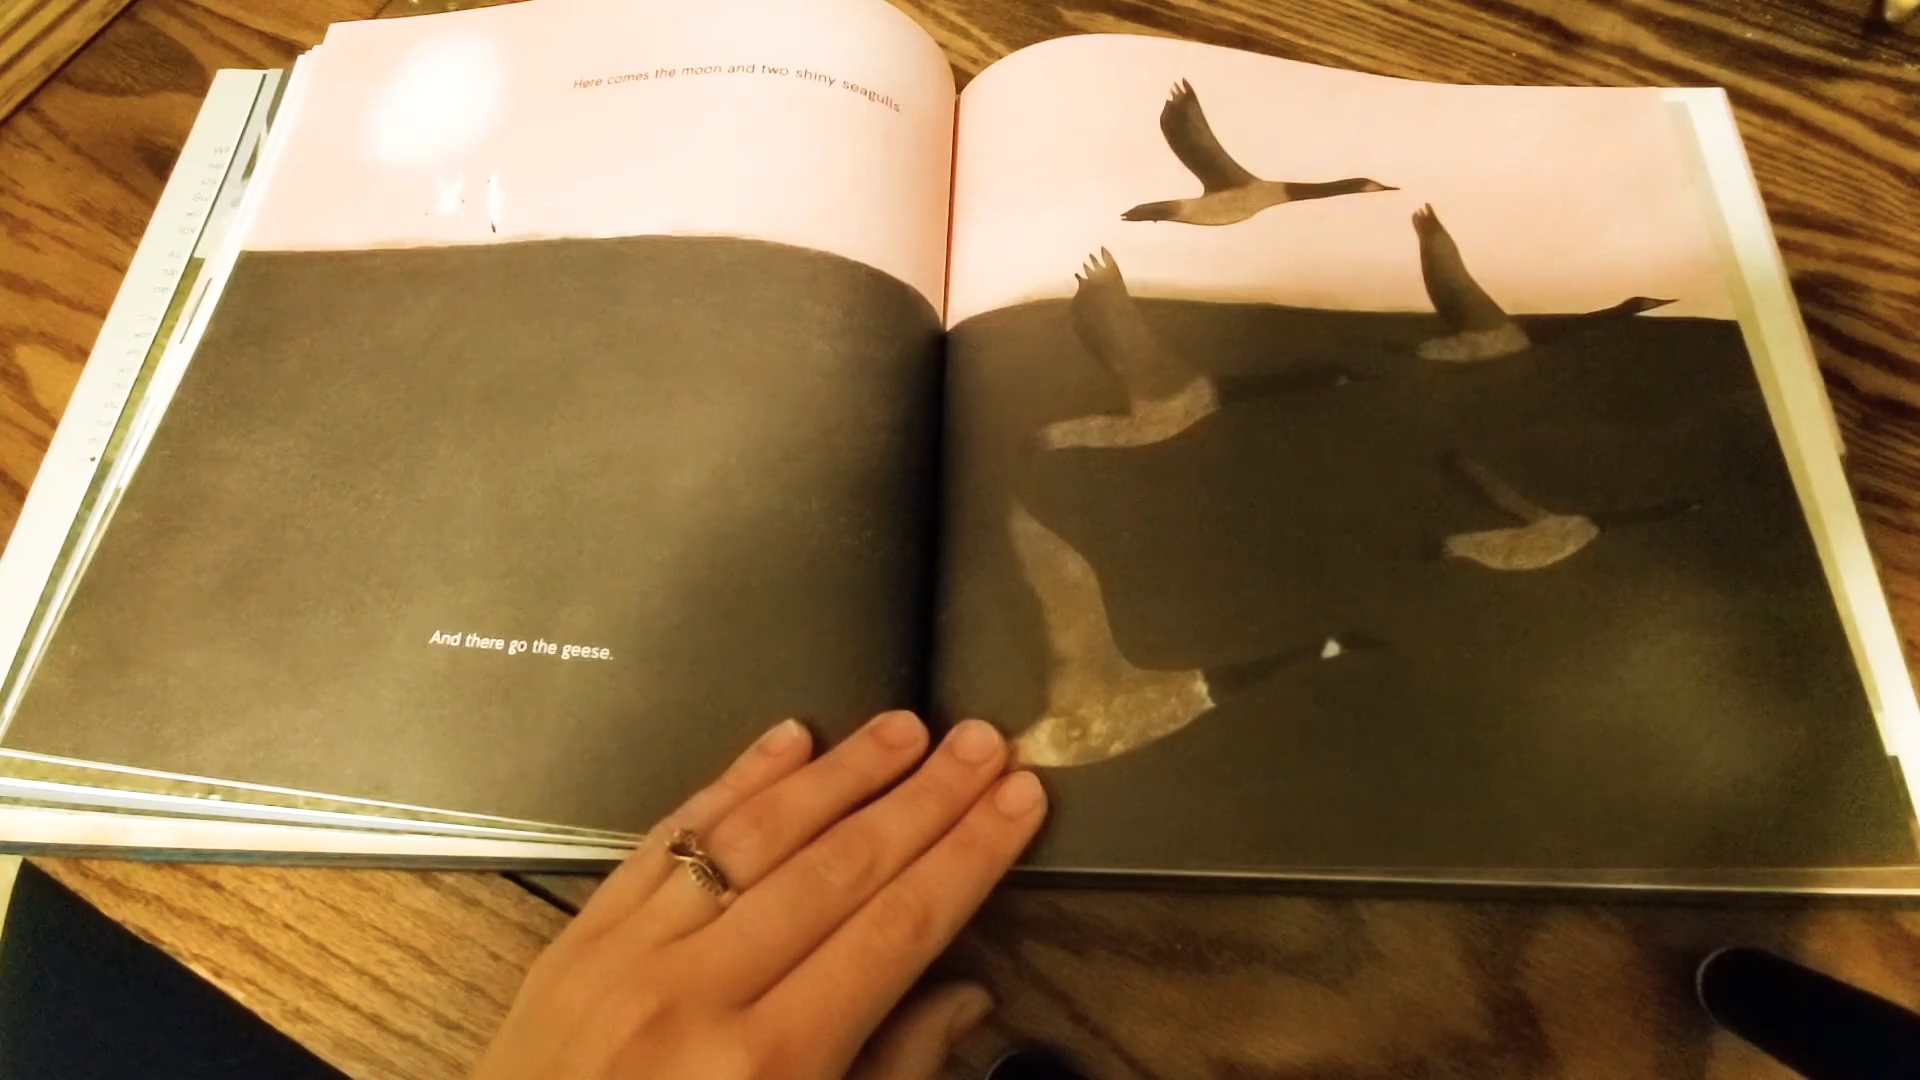 Here comes the moon and two shiny seagulls.
And there go the geese.